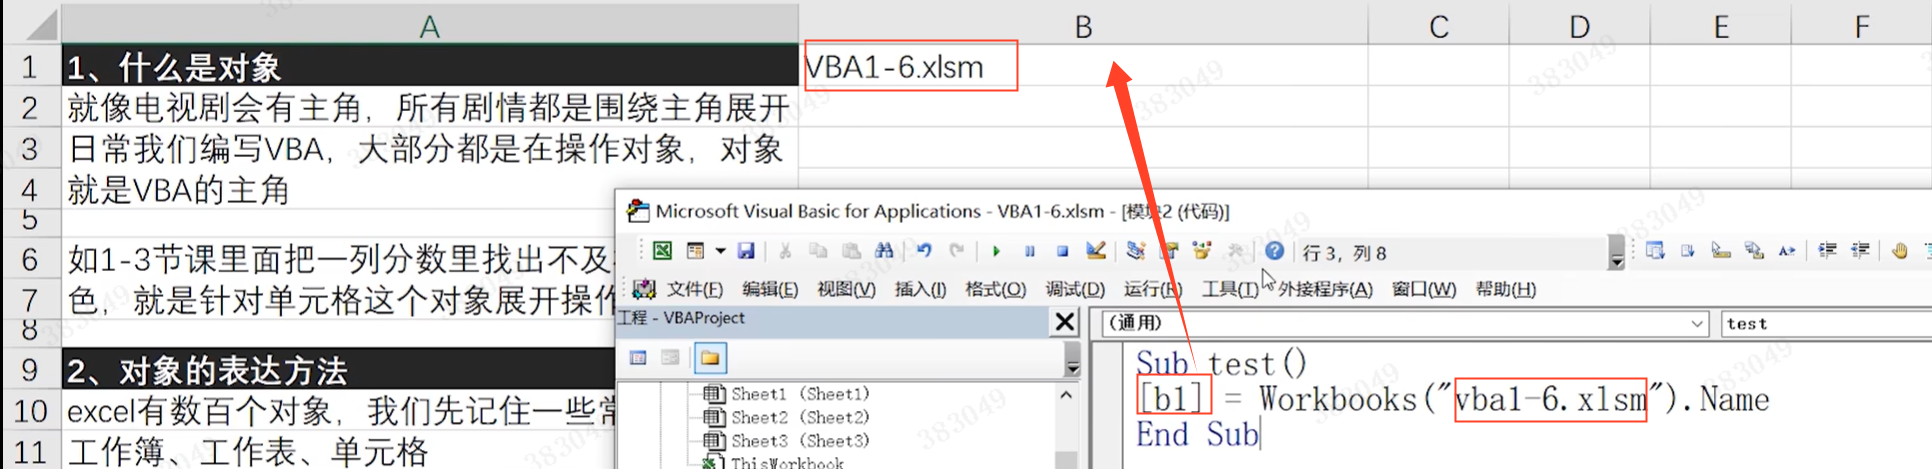 A B C D E F
1 1、什么是对象 VBA1-6.xlsm
2 就像电视剧会有主角，所有剧情都是围绕主角展开
3 日常我们编写VBA，大部分都是在操作对象，对象
4 就是VBA的主角
5
6 如1-3节课里面把一列分数里找出不及
7 色，就是针对单元格这个对象展开操作
8
9 2、对象的表达方法
10 excel有数百个对象，我们先记住一些常
11 工作簿、工作表、单元格
Microsoft Visual Basic for Applications - VBA1-6.xlsm - [模块2 (代码)]
行 3，列 8
文件(F) 编辑(E) 视图(V) 插入(I) 格式(O) 调试(D) 运行(R) 工具(T) 外接程序(A) 窗口(W) 帮助(H)
工程 - VBAProject
Sheet1 (Sheet1)
Sheet2 (Sheet2)
Sheet3 (Sheet3)
ThisWorkbook
(通用) test
Sub test()
[b1] = Workbooks("vba1-6.xlsm").Name
End Sub
383049